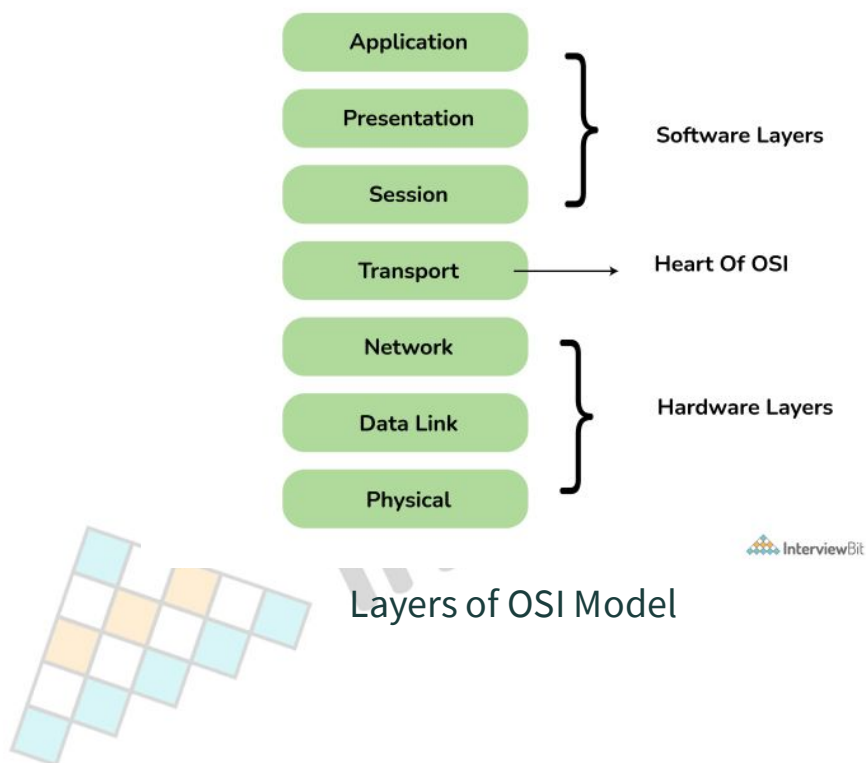 Application
Presentation
Software Layers
Session
Transport
Heart Of OSI
Network
Data Link
Hardware Layers
Physical
InterviewBit
Layers of OSI Model